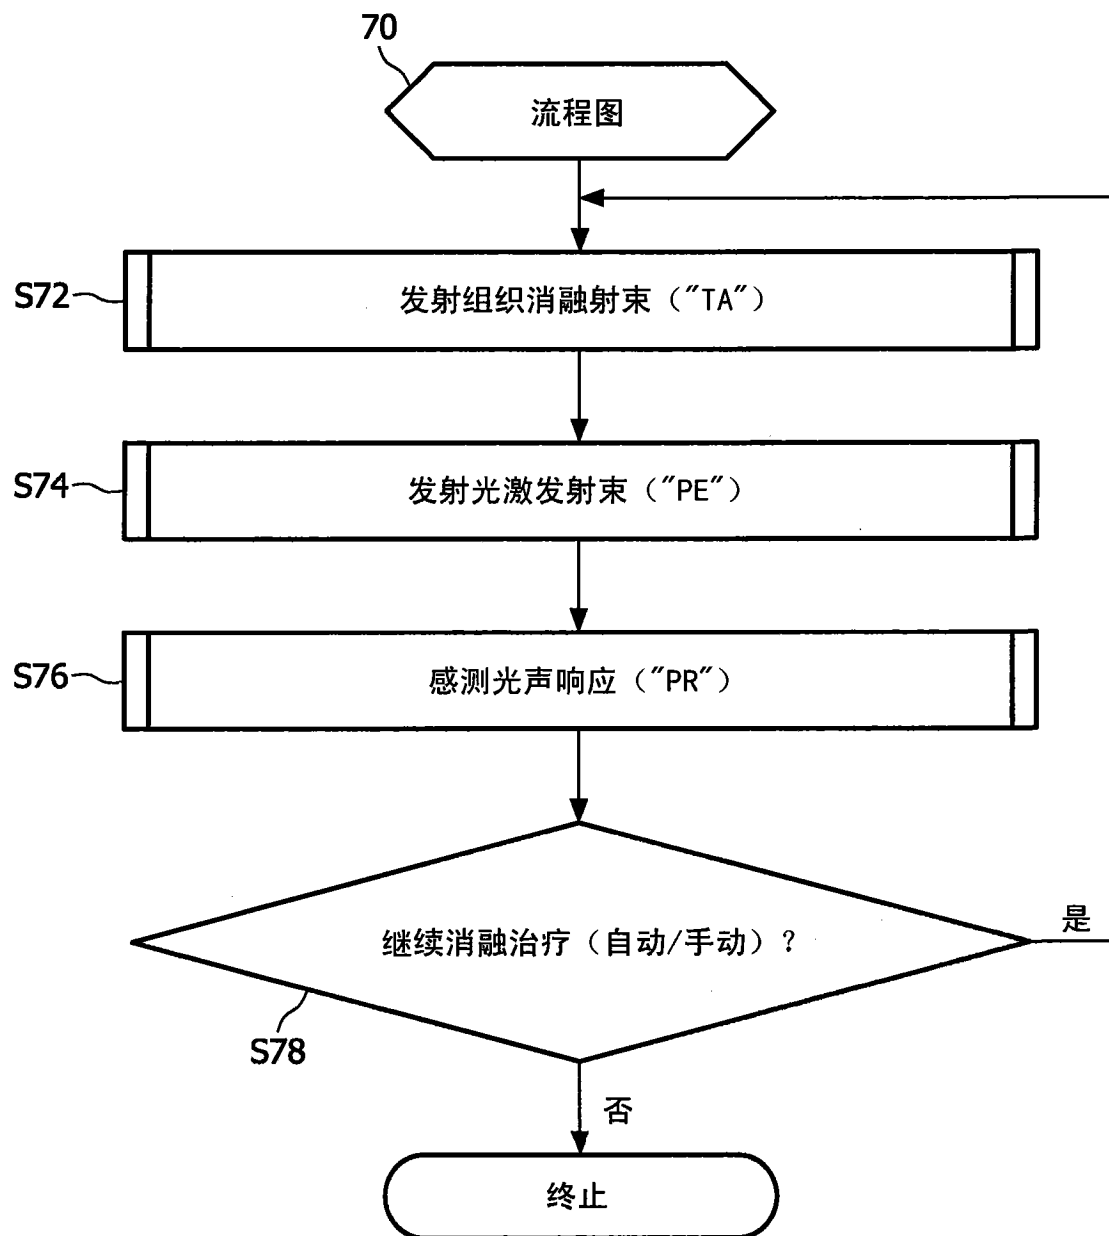 70
流程图
S72
发射组织消融射束（"TA"）
S74
发射光激发射束（"PE"）
S76
感测光声响应（"PR"）
继续消融治疗（自动/手动）？
是
S78
否
终止